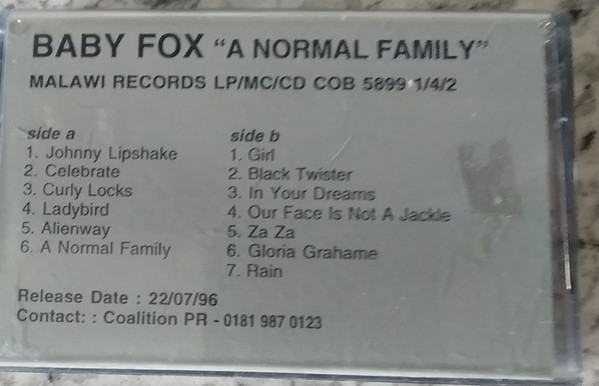 BABY FOX "A NORMAL FAMILY"
MALAWI RECORDS LP/MC/CD COB 5899 1/4/2
side a
1. Johnny Lipshake
2. Celebrate
3. Curly Locks
4. Ladybird
5. Alienway
6. A Normal Family
side b
1. Girl
2. Black Twister
3. In Your Dreams
4. Our Face Is Not A Jackle
5. Za Za
6. Gloria Grahame
7. Rain
Release Date : 22/07/96
Contact: : Coalition PR - 0181 987 0123